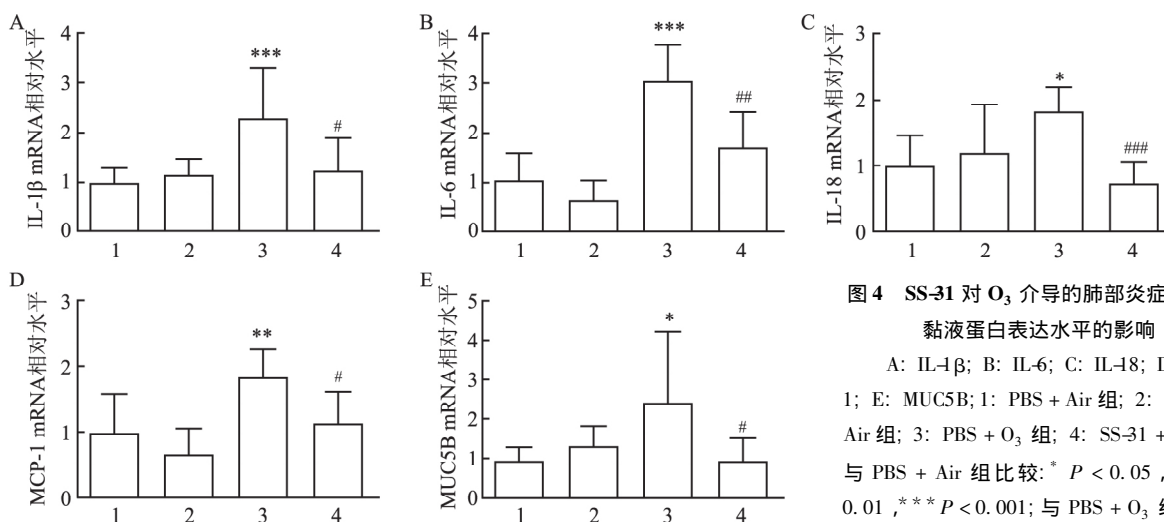 A
IL-1β mRNA相对水平
4
3
2
1
0
***
#
1 2 3 4
B
IL-6 mRNA相对水平
4
3
2
1
0
***
##
1 2 3 4
C
IL-18 mRNA相对水平
3
2
1
0
*
###
1 2 3 4
D
MCP-1 mRNA相对水平
3
2
1
0
**
#
1 2 3 4
E
MUC5B mRNA相对水平
5
4
3
2
1
0
*
#
1 2 3 4
图 4 SS-31 对 O₃ 介导的肺部炎症
黏液蛋白表达水平的影响
A: IL-1β; B: IL-6; C: IL-18;
1; E: MUC5B; 1: PBS + Air 组; 2:
Air 组; 3: PBS + O₃ 组; 4: SS-31 +
与 PBS + Air 组比较: * P < 0.05 ,
0.01 , *** P < 0.001; 与 PBS + O₃